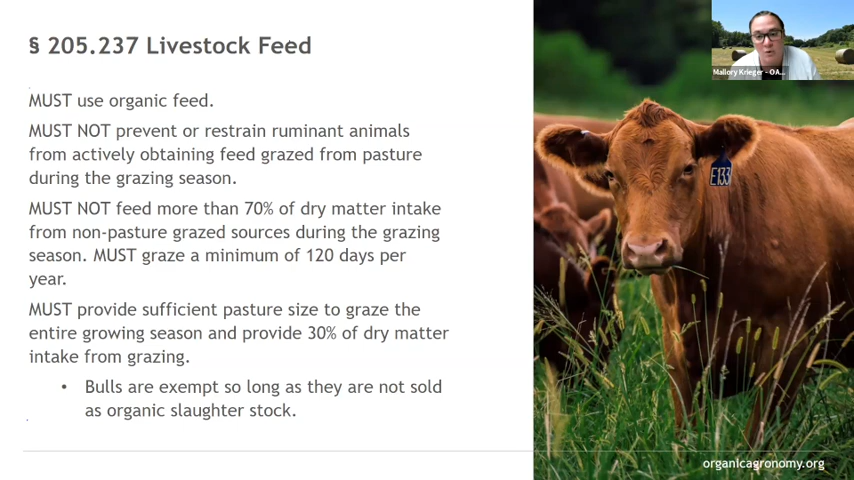 § 205.237 Livestock Feed
MUST use organic feed.
MUST NOT prevent or restrain ruminant animals
from actively obtaining feed grazed from pasture
during the grazing season.
MUST NOT feed more than 70% of dry matter intake
from non-pasture grazed sources during the grazing
season. MUST graze a minimum of 120 days per
year.
MUST provide sufficient pasture size to graze the
entire growing season and provide 30% of dry matter
intake from grazing.
• Bulls are exempt so long as they are not sold
as organic slaughter stock.
Mallory Krieger - OA...
E133
organicagronomy.org